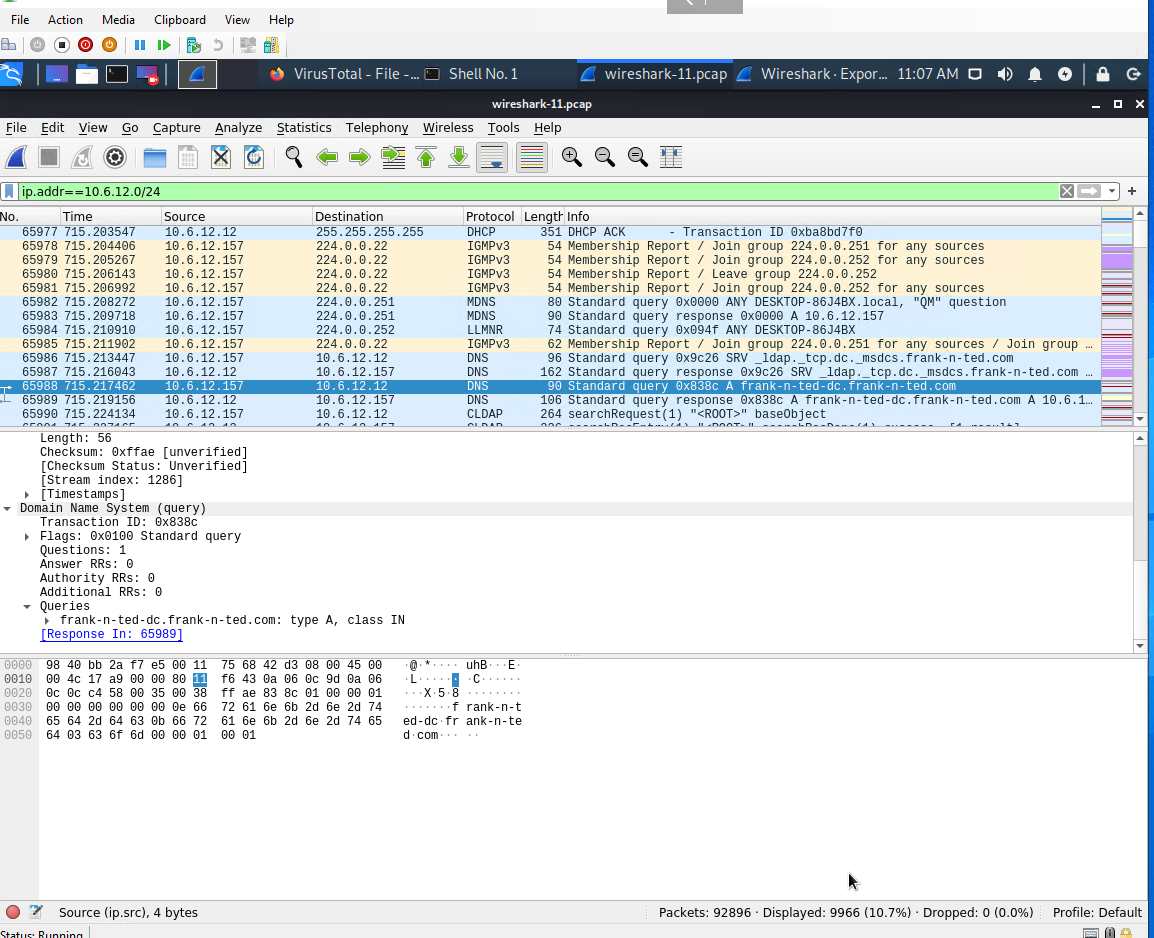 File Action Media Clipboard View Help
VirusTotal - File -... Shell No. 1 wireshark-11.pcap Wireshark · Expor... 11:07 AM
wireshark-11.pcap
File Edit View Go Capture Analyze Statistics Telephony Wireless Tools Help
ip.addr==10.6.12.0/24
No. Time Source Destination Protocol Length Info
65977 715.203547 10.6.12.12 255.255.255.255 DHCP 351 DHCP ACK - Transaction ID 0xba8bd7f0
65978 715.204406 10.6.12.157 224.0.0.22 IGMPv3 54 Membership Report / Join group 224.0.0.251 for any sources
65979 715.205267 10.6.12.157 224.0.0.22 IGMPv3 54 Membership Report / Join group 224.0.0.252 for any sources
65980 715.206143 10.6.12.157 224.0.0.22 IGMPv3 54 Membership Report / Leave group 224.0.0.252
65981 715.206992 10.6.12.157 224.0.0.22 IGMPv3 54 Membership Report / Join group 224.0.0.252 for any sources
65982 715.208272 10.6.12.157 224.0.0.251 MDNS 80 Standard query 0x0000 ANY DESKTOP-86J4BX.local, "QM" question
65983 715.209718 10.6.12.157 224.0.0.251 MDNS 90 Standard query response 0x0000 A 10.6.12.157
65984 715.210910 10.6.12.157 224.0.0.252 LLMNR 74 Standard query 0x094f ANY DESKTOP-86J4BX
65985 715.211902 10.6.12.157 224.0.0.22 IGMPv3 62 Membership Report / Join group 224.0.0.251 for any sources / Join group …
65986 715.213447 10.6.12.157 10.6.12.12 DNS 96 Standard query 0x9c26 SRV _ldap._tcp.dc._msdcs.frank-n-ted.com
65987 715.216043 10.6.12.12 10.6.12.157 DNS 162 Standard query response 0x9c26 SRV _ldap._tcp.dc._msdcs.frank-n-ted.com …
65988 715.217462 10.6.12.157 10.6.12.12 DNS 90 Standard query 0x838c A frank-n-ted-dc.frank-n-ted.com
65989 715.219156 10.6.12.12 10.6.12.157 DNS 106 Standard query response 0x838c A frank-n-ted-dc.frank-n-ted.com A 10.6.1…
65990 715.224134 10.6.12.157 10.6.12.12 CLDAP 264 searchRequest(1) "<ROOT>" baseObject
Length: 56
Checksum: 0xffae [unverified]
[Checksum Status: Unverified]
[Stream index: 1286]
[Timestamps]
Domain Name System (query)
Transaction ID: 0x838c
Flags: 0x0100 Standard query
Questions: 1
Answer RRs: 0
Authority RRs: 0
Additional RRs: 0
Queries
frank-n-ted-dc.frank-n-ted.com: type A, class IN
[Response In: 65989]
0000 98 40 bb 2a f7 e5 00 11 75 68 42 d3 08 00 45 00 ·@·*···· uhB···E·
0010 00 4c 17 a9 00 00 80 11 f6 43 0a 06 0c 9d 0a 06 ·L······ ·C······
0020 0c 0c c4 58 00 35 00 38 ff ae 83 8c 01 00 00 01 ···X·5·8 ········
0030 00 00 00 00 00 00 0e 66 72 61 6e 6b 2d 6e 2d 74 ·······f rank-n-t
0040 65 64 2d 64 63 0b 66 72 61 6e 6b 2d 6e 2d 74 65 ed-dc·fr ank-n-te
0050 64 03 63 6f 6d 00 00 01 00 01 d·com··· ··
Source (ip.src), 4 bytes Packets: 92896 · Displayed: 9966 (10.7%) · Dropped: 0 (0.0%) Profile: Default
Status: Running